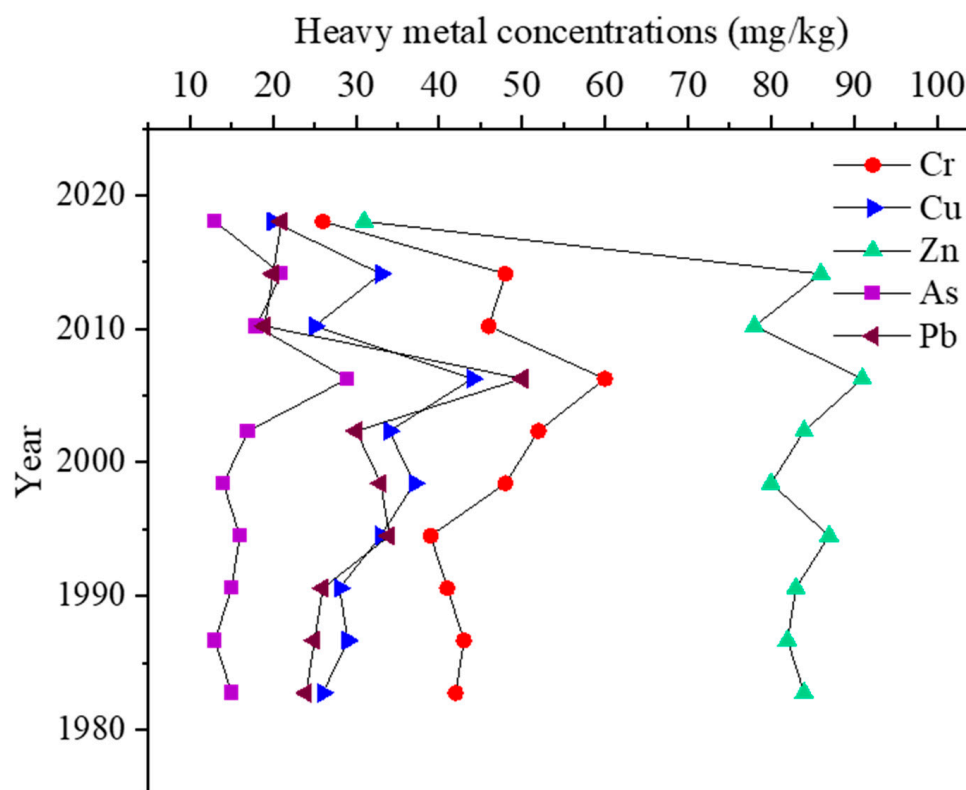 Heavy metal concentrations (mg/kg)
10 20 30 40 50 60 70 80 90 100
Year
2020
2010
2000
1990
1980
Cr
Cu
Zn
As
Pb